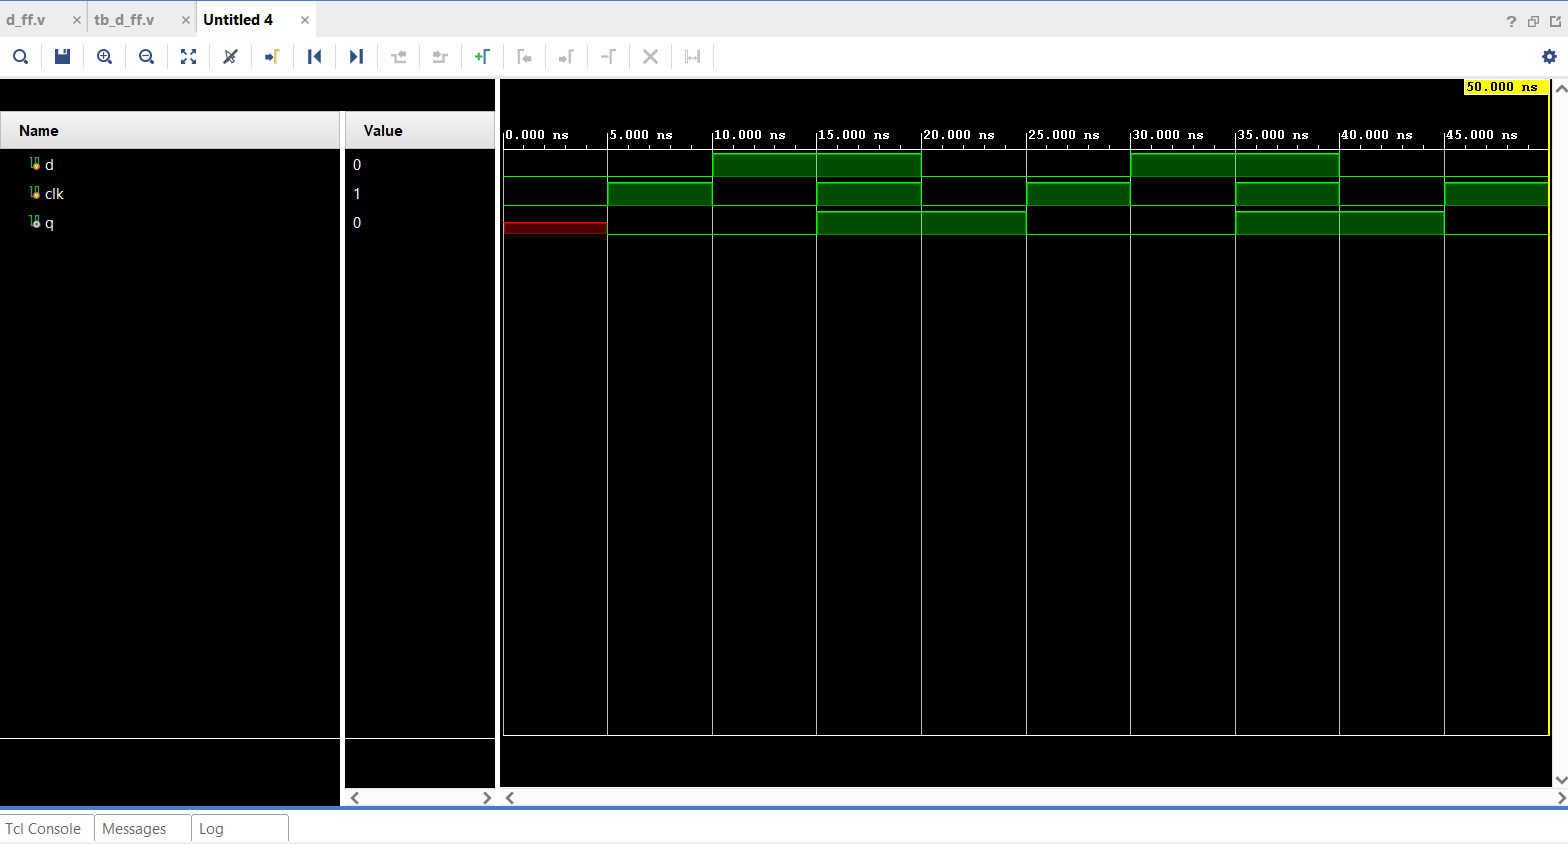 d_ff.v × tb_d_ff.v × Untitled 4 ×
?
50.000 ns
Name Value
0.000 ns 5.000 ns 10.000 ns 15.000 ns 20.000 ns 25.000 ns 30.000 ns 35.000 ns 40.000 ns 45.000 ns
d 0
clk 1
q 0
Tcl Console Messages Log